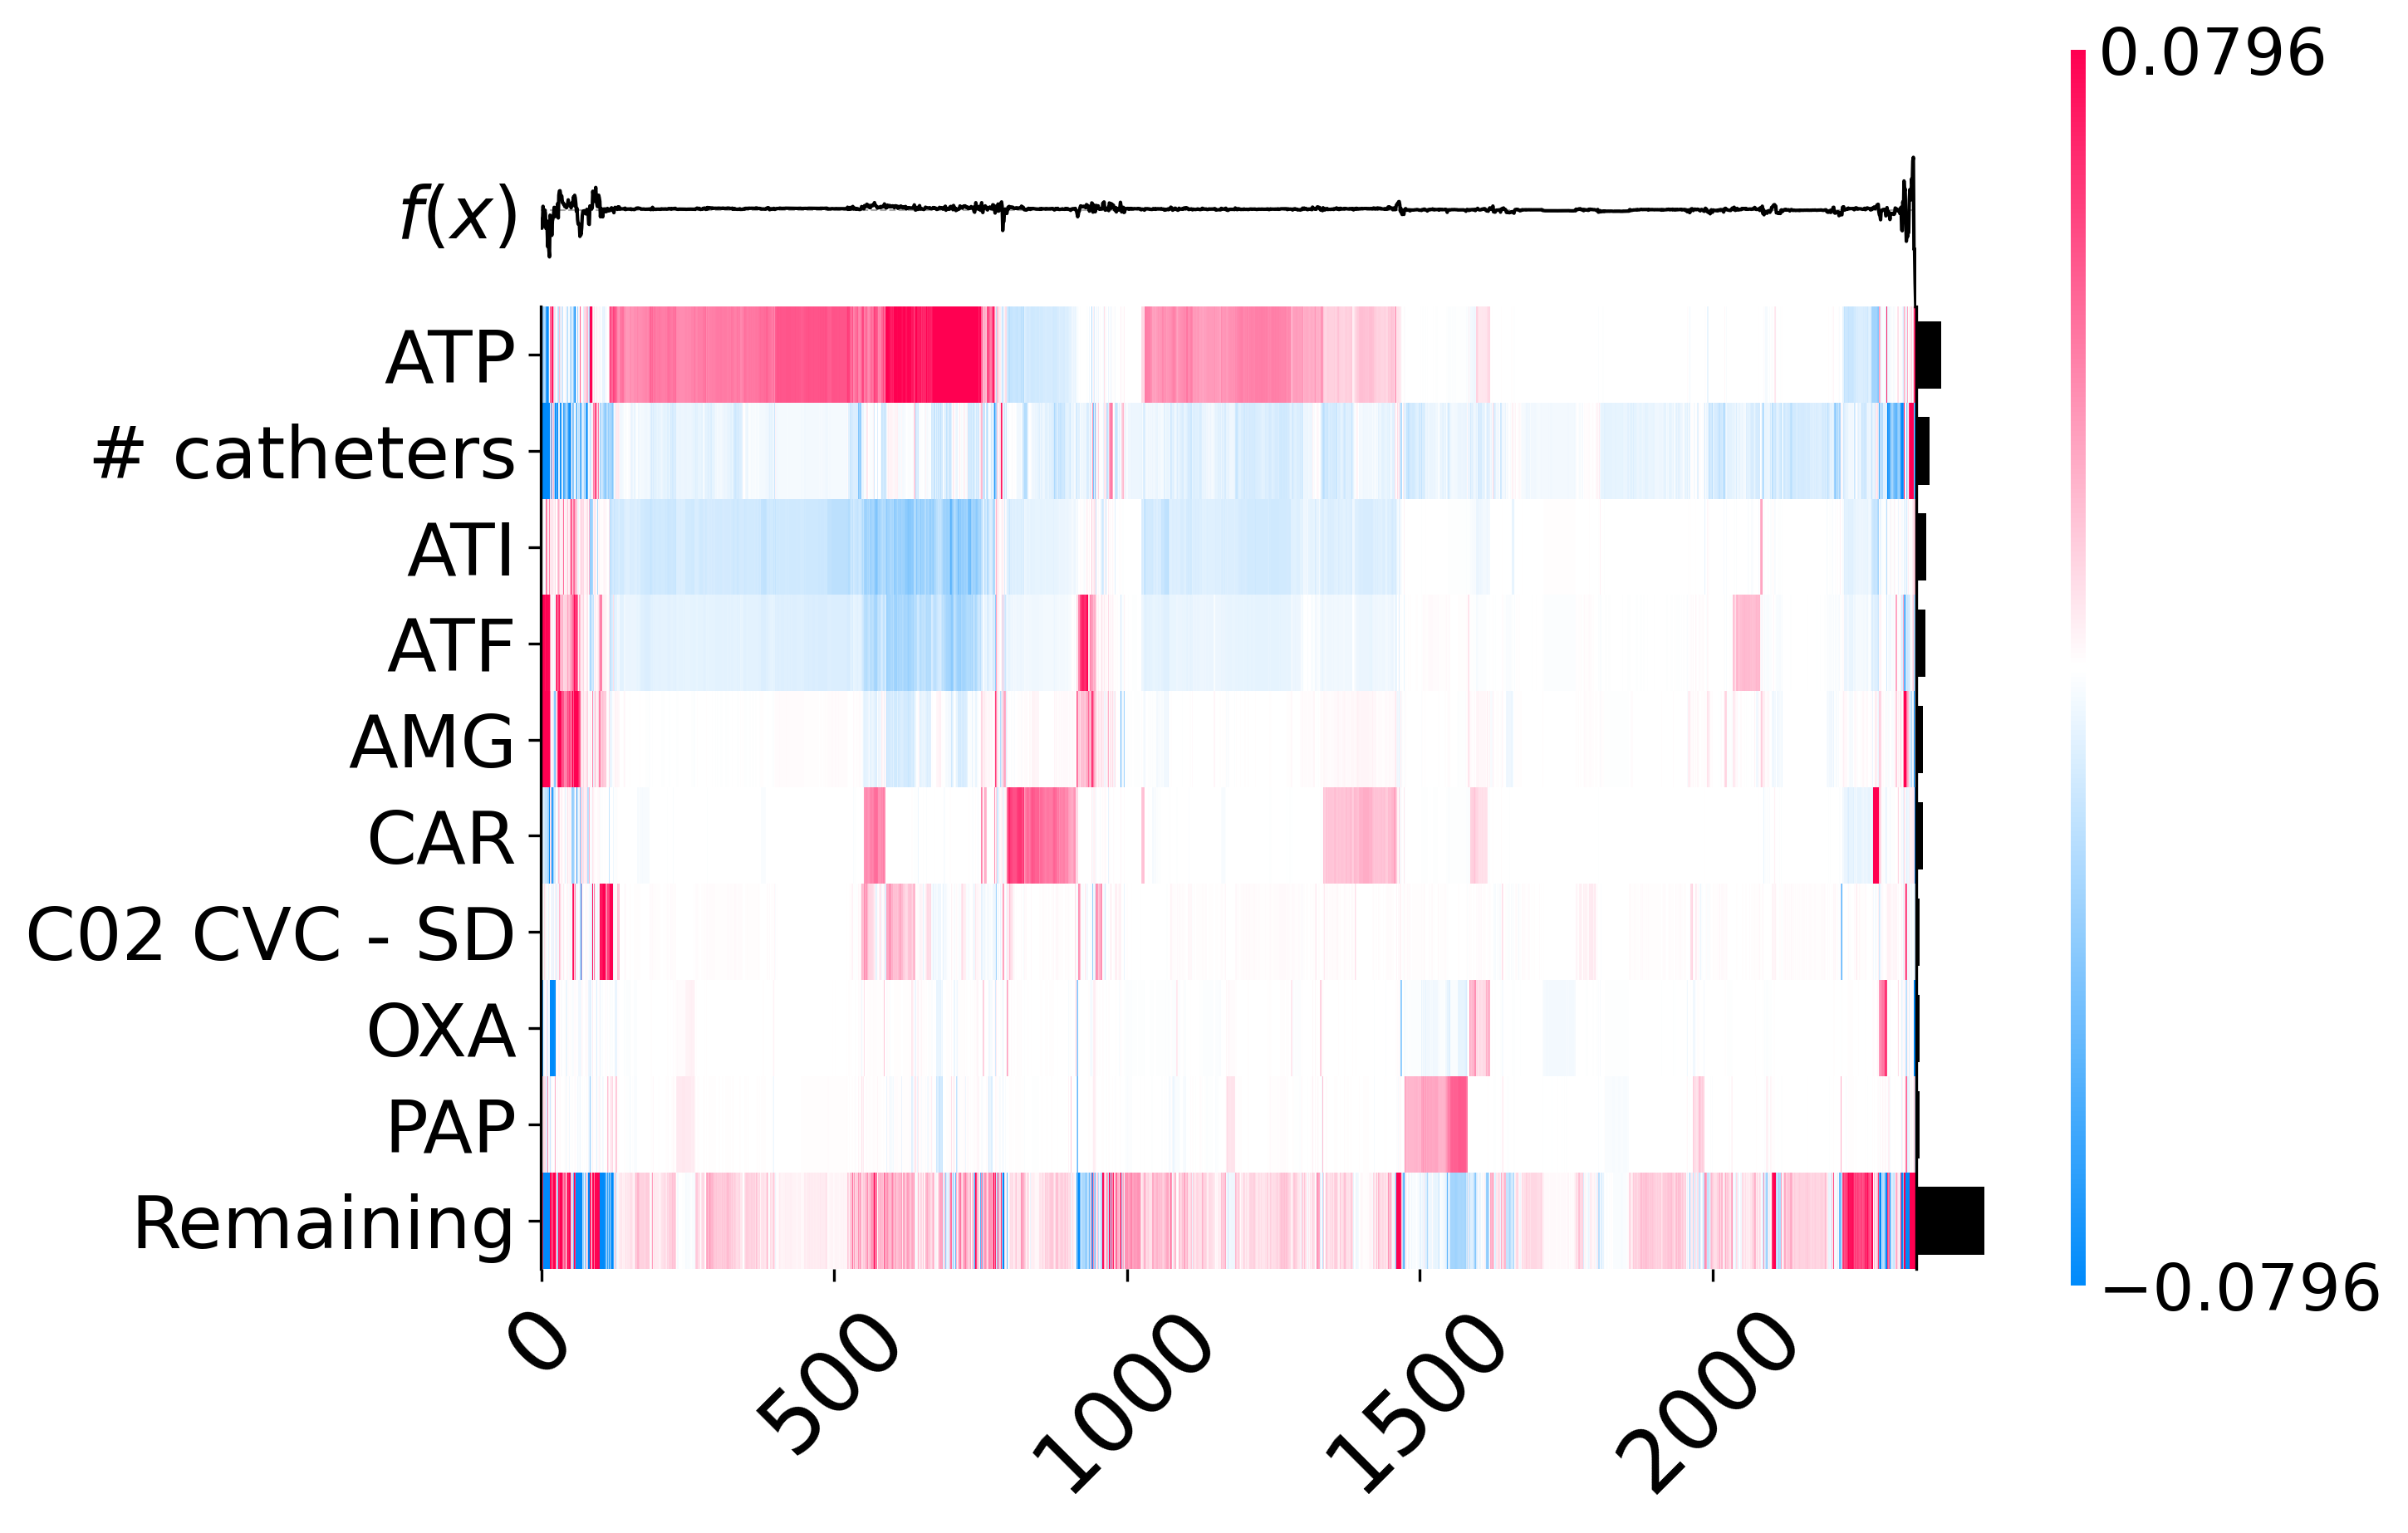 0.0796
f(x)
ATP
# catheters
ATI
ATF
AMG
CAR
C02 CVC - SD
OXA
PAP
Remaining
−0.0796
0
500
1000
1500
2000